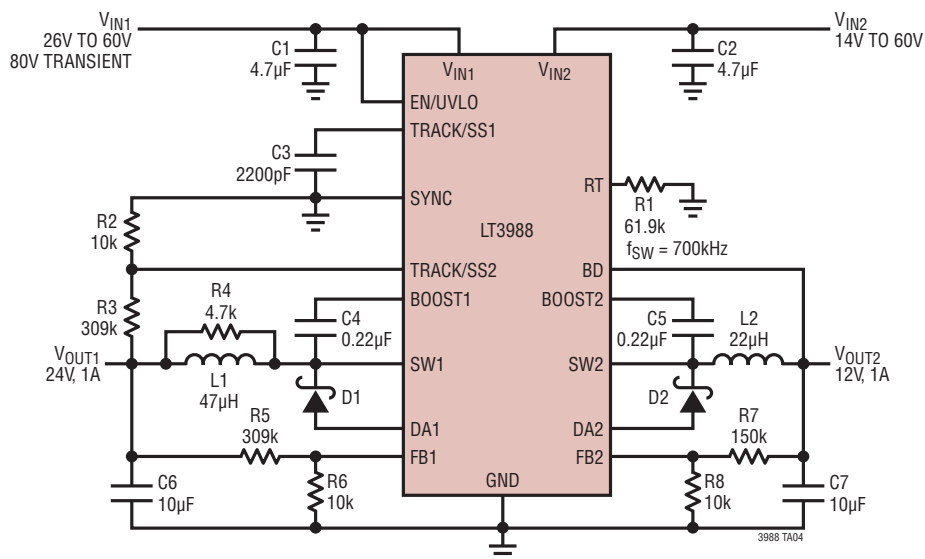 VIN1
26V TO 60V
80V TRANSIENT
C1
4.7µF
VIN1
VIN2
C2
4.7µF
VIN2
14V TO 60V
EN/UVLO
TRACK/SS1
C3
2200pF
SYNC
RT
R1
61.9k
fSW = 700kHz
R2
10k
LT3988
TRACK/SS2
BD
R3
309k
R4
4.7k
BOOST1
BOOST2
C4
0.22µF
C5
0.22µF
L2
22µH
VOUT1
24V, 1A
L1
47µH
SW1
SW2
VOUT2
12V, 1A
D1
D2
DA1
DA2
R5
309k
R7
150k
FB1
FB2
C6
10µF
R6
10k
GND
R8
10k
C7
10µF
3988 TA04